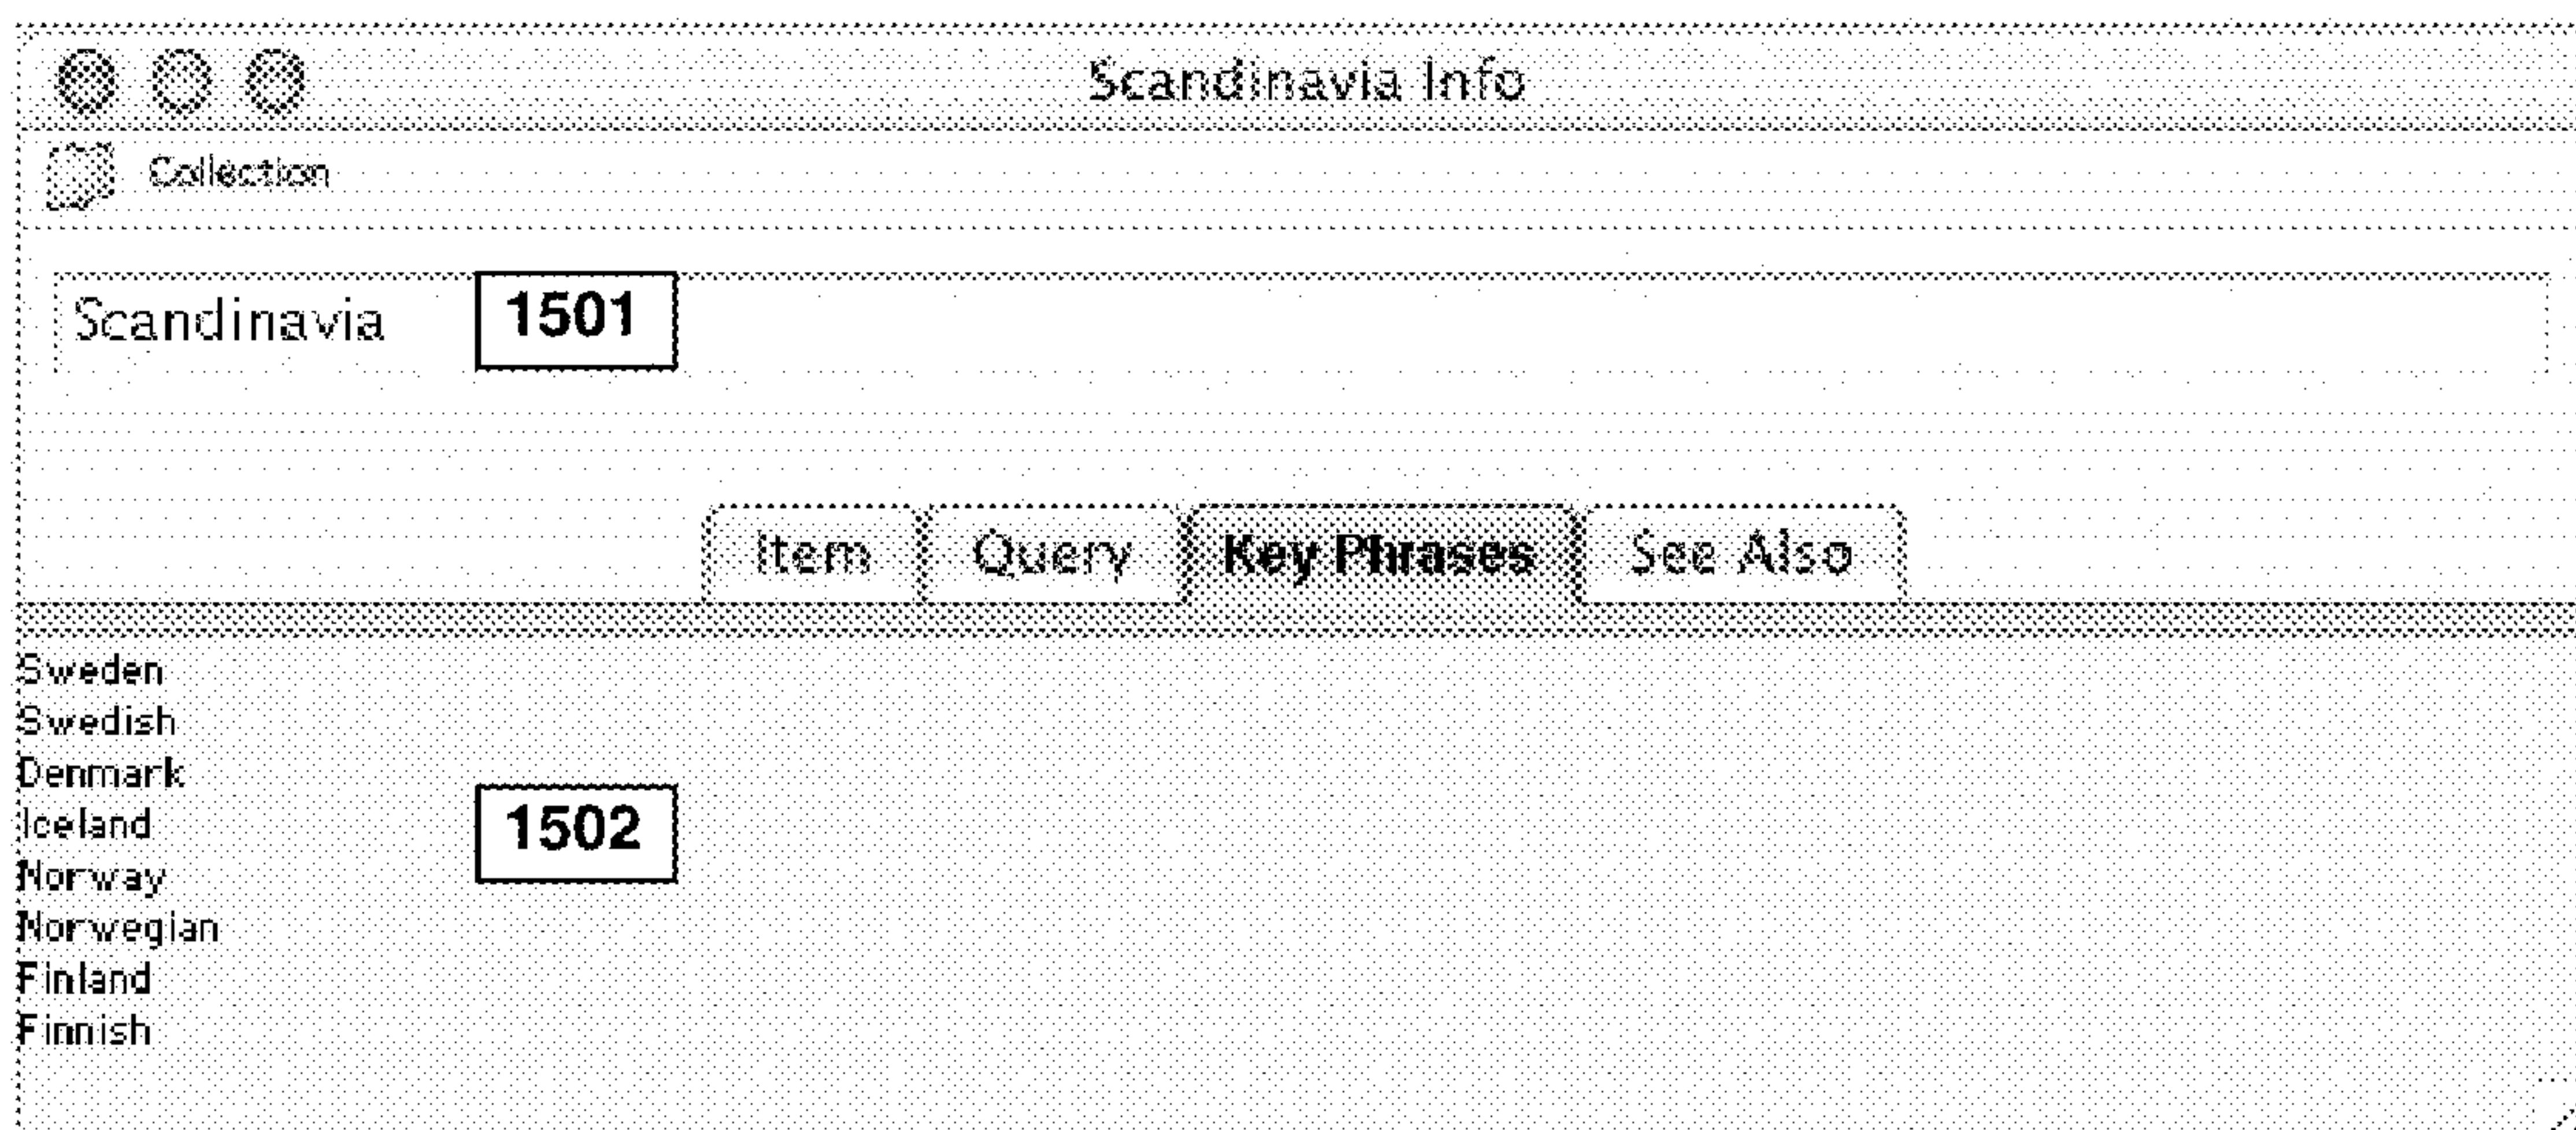 Scandinavia Info
Collection
Scandinavia 1501
Item Query Key Phrases See Also
Sweden
Swedish
Denmark
Iceland 1502
Norway
Norwegian
Finland
Finnish